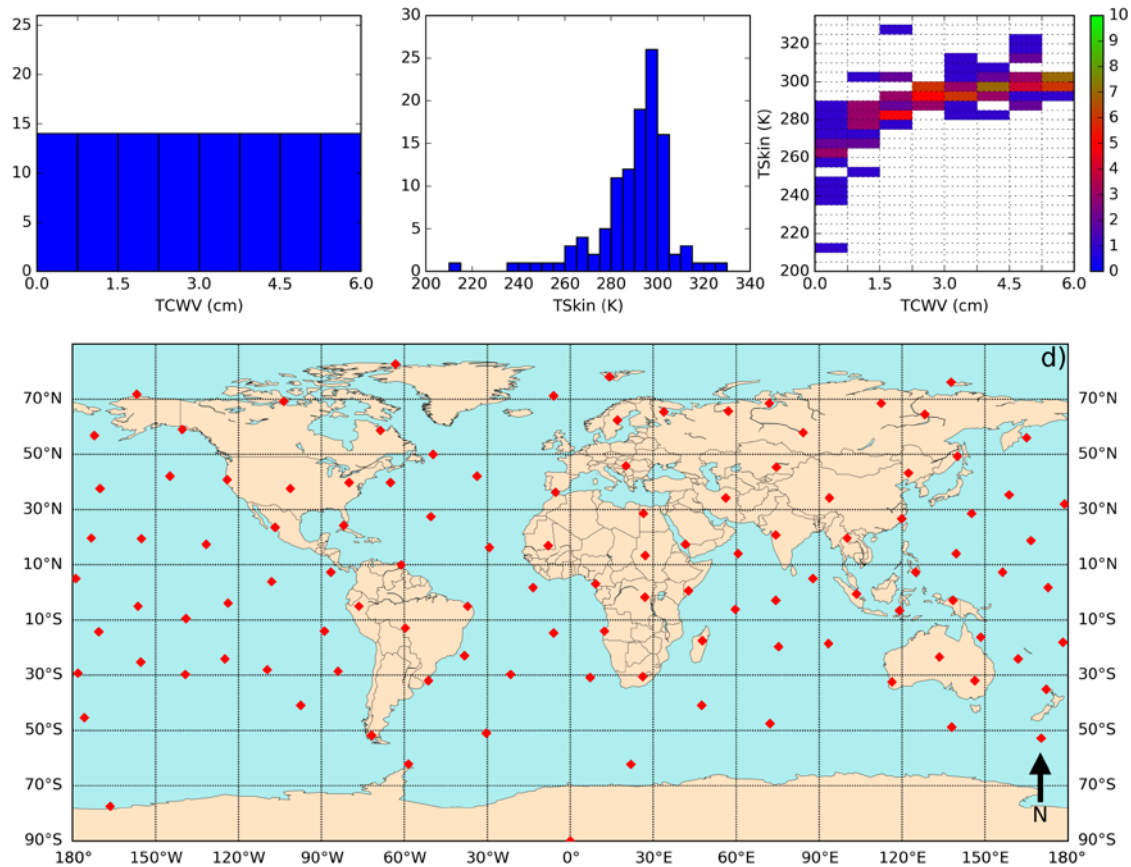 25
20
15
10
5
0
0.0 1.5 3.0 4.5 6.0
TCWV (cm)
30
25
20
15
10
5
0
200 220 240 260 280 300 320 340
TSkin (K)
TSkin (K)
320
300
280
260
240
220
200
0.0 1.5 3.0 4.5 6.0
TCWV (cm)
10
9
8
7
6
5
4
3
2
1
0
d)
70°N 70°N
50°N 50°N
30°N 30°N
10°N 10°N
10°S 10°S
30°S 30°S
50°S 50°S
70°S 70°S
N
90°S 90°S
180° 150°W 120°W 90°W 60°W 30°W 0° 30°E 60°E 90°E 120°E 150°E 180°